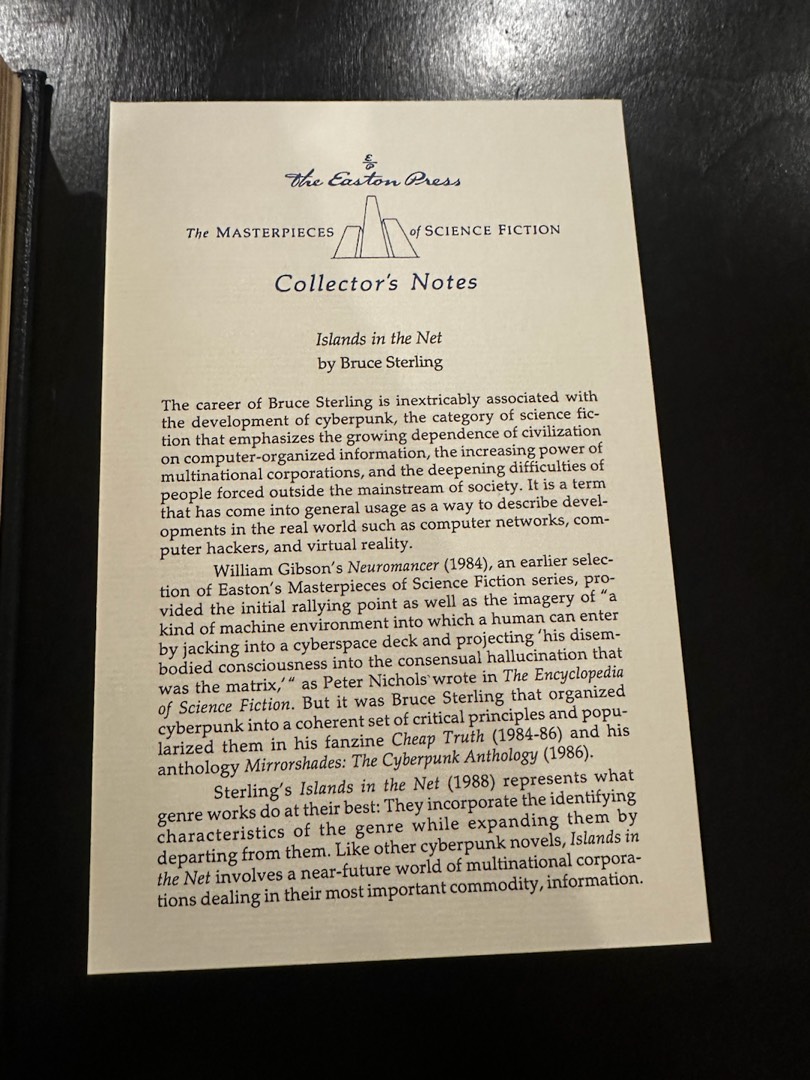 E/P
The Easton Press
The MASTERPIECES of SCIENCE FICTION
Collector's Notes
Islands in the Net
by Bruce Sterling
The career of Bruce Sterling is inextricably associated with
the development of cyberpunk, the category of science fic-
tion that emphasizes the growing dependence of civilization
on computer-organized information, the increasing power of
multinational corporations, and the deepening difficulties of
people forced outside the mainstream of society. It is a term
that has come into general usage as a way to describe devel-
opments in the real world such as computer networks, com-
puter hackers, and virtual reality.
William Gibson's Neuromancer (1984), an earlier selec-
tion of Easton's Masterpieces of Science Fiction series, pro-
vided the initial rallying point as well as the imagery of "a
kind of machine environment into which a human can enter
by jacking into a cyberspace deck and projecting 'his disem-
bodied consciousness into the consensual hallucination that
was the matrix,'" as Peter Nichols wrote in The Encyclopedia
of Science Fiction. But it was Bruce Sterling that organized
cyberpunk into a coherent set of critical principles and popu-
larized them in his fanzine Cheap Truth (1984-86) and his
anthology Mirrorshades: The Cyberpunk Anthology (1986).
Sterling's Islands in the Net (1988) represents what
genre works do at their best: They incorporate the identifying
characteristics of the genre while expanding them by
departing from them. Like other cyberpunk novels, Islands in
the Net involves a near-future world of multinational corpora-
tions dealing in their most important commodity, information.